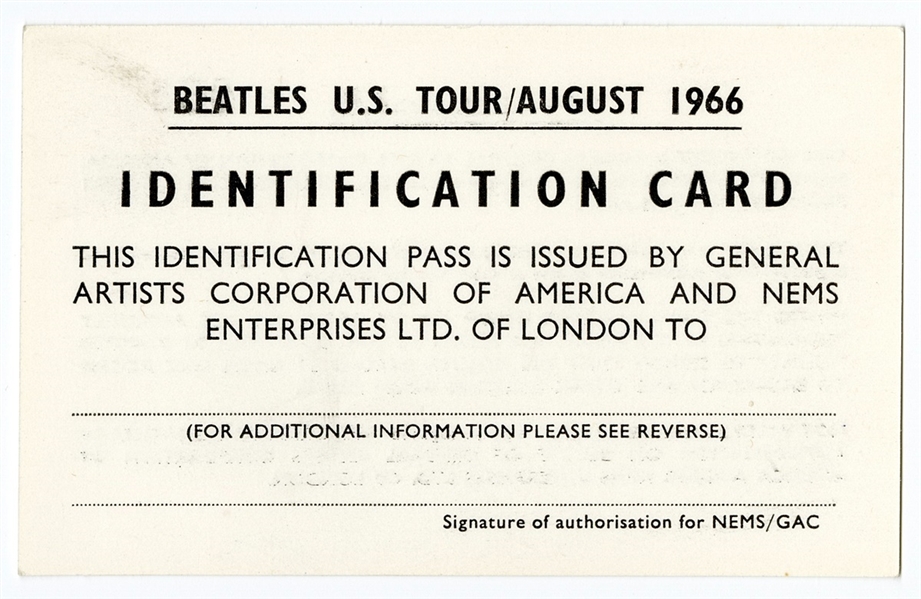 BEATLES U.S. TOUR/AUGUST 1966
IDENTIFICATION CARD
THIS IDENTIFICATION PASS IS ISSUED BY GENERAL
ARTISTS CORPORATION OF AMERICA AND NEMS
ENTERPRISES LTD. OF LONDON TO
(FOR ADDITIONAL INFORMATION PLEASE SEE REVERSE)
Signature of authorisation for NEMS/GAC